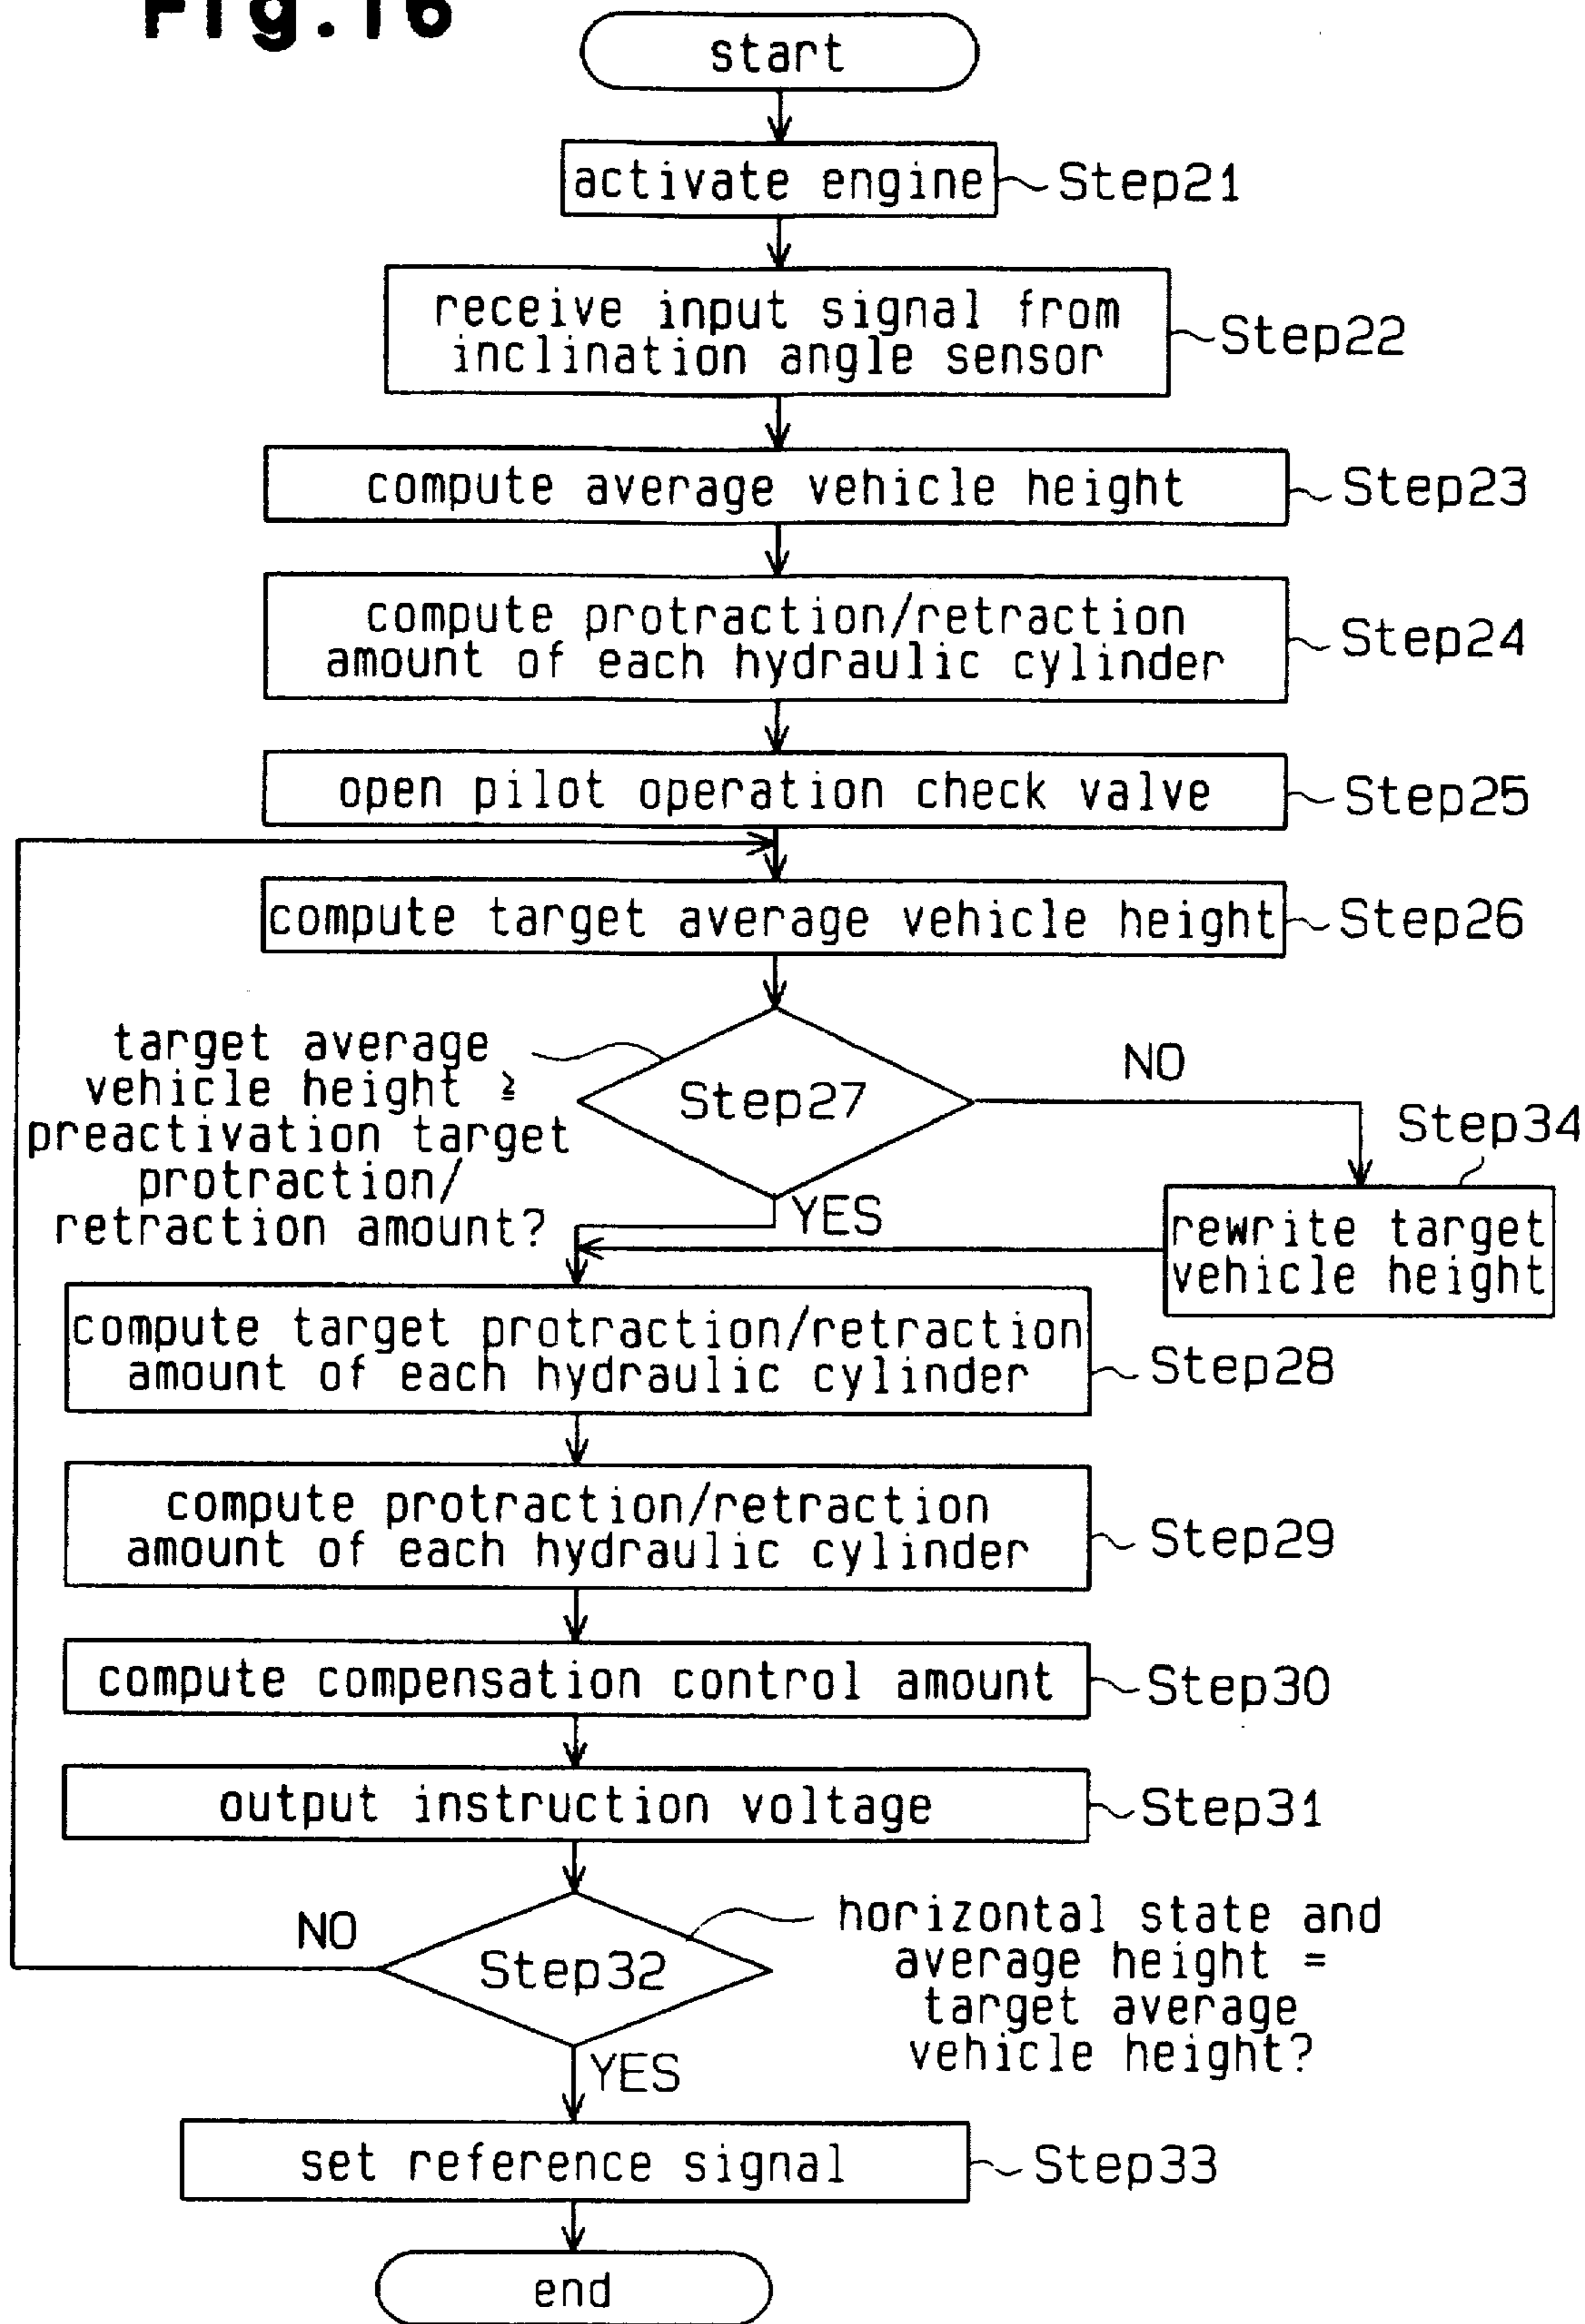 Fig.16
start
activate engine
Step21
receive input signal from
inclination angle sensor
Step22
compute average vehicle height
Step23
compute protraction/retraction
amount of each hydraulic cylinder
Step24
open pilot operation check valve
Step25
compute target average vehicle height
Step26
target average
vehicle height ≧
preactivation target
protraction/
retraction amount?
Step27
NO
YES
Step34
rewrite target
vehicle height
compute target protraction/retraction
amount of each hydraulic cylinder
Step28
compute protraction/retraction
amount of each hydraulic cylinder
Step29
compute compensation control amount
Step30
output instruction voltage
Step31
NO
Step32
horizontal state and
average height =
target average
vehicle height?
YES
set reference signal
Step33
end